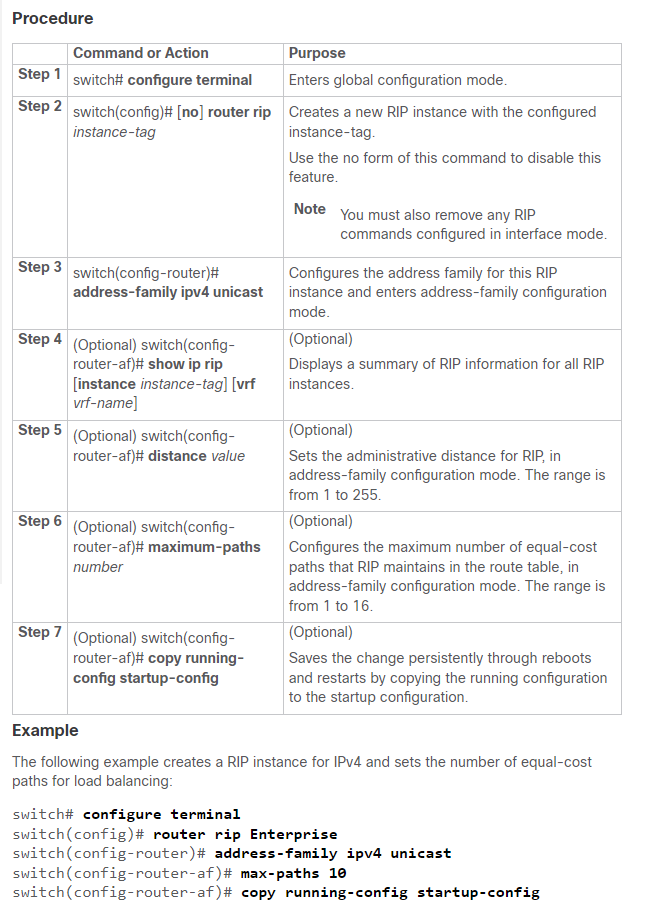 Procedure
Command or Action
Purpose
Step 1
switch# configure terminal
Enters global configuration mode.
Step 2
switch(config)# [no] router rip
instance-tag
Creates a new RIP instance with the configured
instance-tag.
Use the no form of this command to disable this
feature.
Note
You must also remove any RIP
commands configured in interface mode.
Step 3
switch(config-router)#
address-family ipv4 unicast
Configures the address family for this RIP
instance and enters address-family configuration
mode.
Step 4
(Optional) switch(config-
router-af)# show ip rip
[instance instance-tag] [vrf
vrf-name]
(Optional)
Displays a summary of RIP information for all RIP
instances.
Step 5
(Optional) switch(config-
router-af)# distance value
(Optional)
Sets the administrative distance for RIP, in
address-family configuration mode. The range is
from 1 to 255.
Step 6
(Optional) switch(config-
router-af)# maximum-paths
number
(Optional)
Configures the maximum number of equal-cost
paths that RIP maintains in the route table, in
address-family configuration mode. The range is
from 1 to 16.
Step 7
(Optional) switch(config-
router-af)# copy running-
config startup-config
(Optional)
Saves the change persistently through reboots
and restarts by copying the running configuration
to the startup configuration.
Example
The following example creates a RIP instance for IPv4 and sets the number of equal-cost
paths for load balancing:
switch# configure terminal
switch(config)# router rip Enterprise
switch(config-router)# address-family ipv4 unicast
switch(config-router-af)# max-paths 10
switch(config-router-af)# copy running-config startup-config